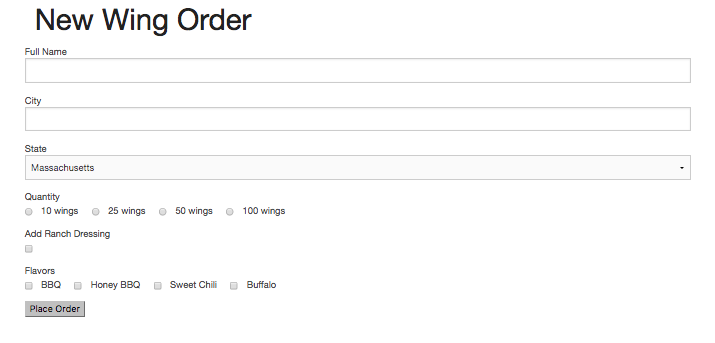 New Wing Order
Full Name
City
State
Massachusetts
Quantity
10 wings 25 wings 50 wings 100 wings
Add Ranch Dressing
Flavors
BBQ Honey BBQ Sweet Chili Buffalo
Place Order